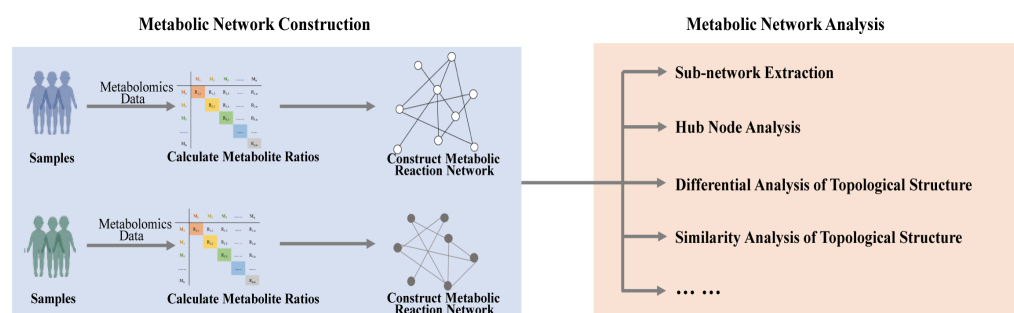 Metabolic Network Construction
Metabolic Network Analysis
Metabolomics
Data
Samples
Calculate Metabolite Ratios
Construct Metabolic
Reaction Network
Metabolomics
Data
Samples
Calculate Metabolite Ratios
Construct Metabolic
Reaction Network
Sub-network Extraction
Hub Node Analysis
Differential Analysis of Topological Structure
Similarity Analysis of Topological Structure
... ...